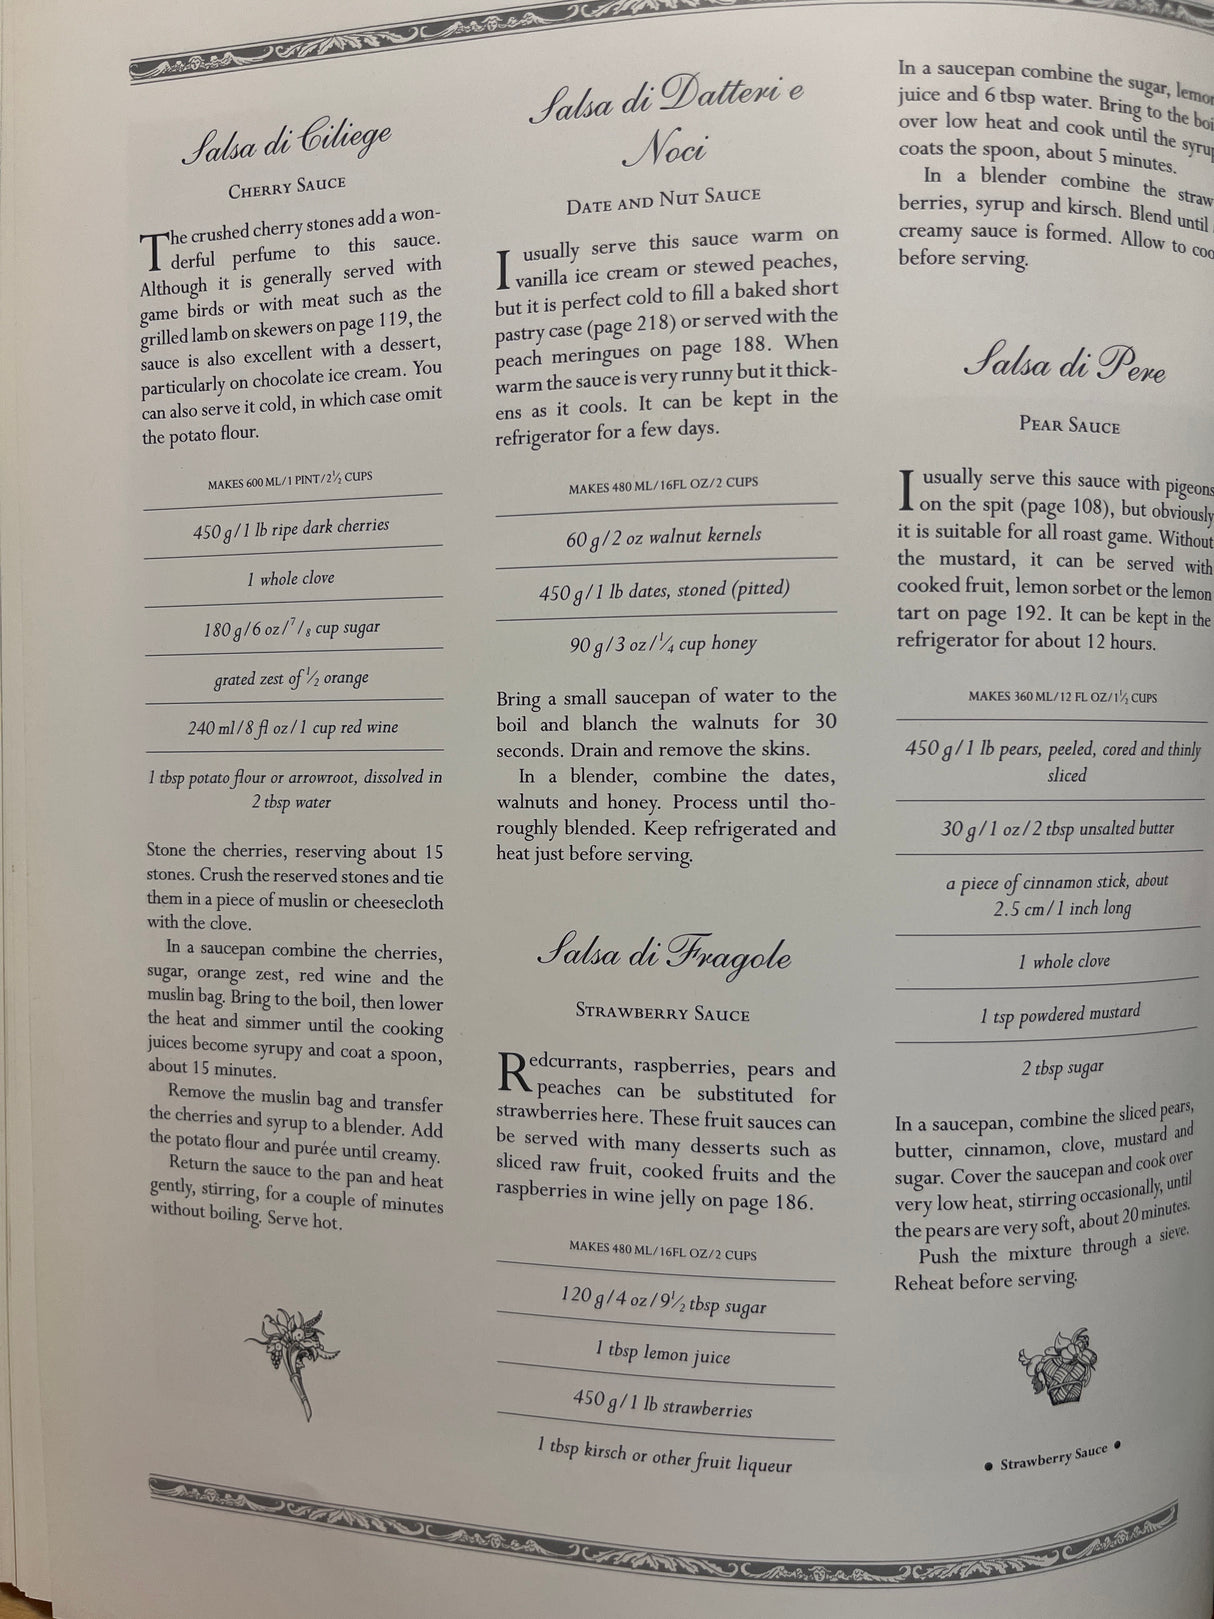 Salsa di Ciliege
CHERRY SAUCE
The crushed cherry stones add a won-
derful perfume to this sauce.
Although it is generally served with
game birds or with meat such as the
grilled lamb on skewers on page 119, the
sauce is also excellent with a dessert,
particularly on chocolate ice cream. You
can also serve it cold, in which case omit
the potato flour.
MAKES 600 ML/1 PINT/2½ CUPS
450 g/1 lb ripe dark cherries
1 whole clove
180 g/6 oz/⅞ cup sugar
grated zest of ½ orange
240 ml/8 fl oz/1 cup red wine
1 tbsp potato flour or arrowroot, dissolved in
2 tbsp water
Stone the cherries, reserving about 15
stones. Crush the reserved stones and tie
them in a piece of muslin or cheesecloth
with the clove.
In a saucepan combine the cherries,
sugar, orange zest, red wine and the
muslin bag. Bring to the boil, then lower
the heat and simmer until the cooking
juices become syrupy and coat a spoon,
about 15 minutes.
Remove the muslin bag and transfer
the cherries and syrup to a blender. Add
the potato flour and purée until creamy.
Return the sauce to the pan and heat
gently, stirring, for a couple of minutes
without boiling. Serve hot.
Salsa di Datteri e
Noci
DATE AND NUT SAUCE
I usually serve this sauce warm on
vanilla ice cream or stewed peaches,
but it is perfect cold to fill a baked short
pastry case (page 218) or served with the
peach meringues on page 188. When
warm the sauce is very runny but it thick-
ens as it cools. It can be kept in the
refrigerator for a few days.
MAKES 480 ML/16FL OZ/2 CUPS
60 g/2 oz walnut kernels
450 g/1 lb dates, stoned (pitted)
90 g/3 oz/¼ cup honey
Bring a small saucepan of water to the
boil and blanch the walnuts for 30
seconds. Drain and remove the skins.
In a blender, combine the dates,
walnuts and honey. Process until tho-
roughly blended. Keep refrigerated and
heat just before serving.
Salsa di Fragole
STRAWBERRY SAUCE
Redcurrants, raspberries, pears and
peaches can be substituted for
strawberries here. These fruit sauces can
be served with many desserts such as
sliced raw fruit, cooked fruits and the
raspberries in wine jelly on page 186.
MAKES 480 ML/16FL OZ/2 CUPS
120 g/4 oz/9½ tbsp sugar
1 tbsp lemon juice
450 g/1 lb strawberries
1 tbsp kirsch or other fruit liqueur
In a saucepan combine the sugar, lemon
juice and 6 tbsp water. Bring to the boi
over low heat and cook until the syru
coats the spoon, about 5 minutes.
In a blender combine the straw
berries, syrup and kirsch. Blend until
creamy sauce is formed. Allow to coo
before serving.
Salsa di Pere
PEAR SAUCE
I usually serve this sauce with pigeons
on the spit (page 108), but obviously
it is suitable for all roast game. Without
the mustard, it can be served with
cooked fruit, lemon sorbet or the lemon
tart on page 192. It can be kept in the
refrigerator for about 12 hours.
MAKES 360 ML/12 FL OZ/1½ CUPS
450 g/1 lb pears, peeled, cored and thinly
sliced
30 g/1 oz/2 tbsp unsalted butter
a piece of cinnamon stick, about
2.5 cm/1 inch long
1 whole clove
1 tsp powdered mustard
2 tbsp sugar
In a saucepan, combine the sliced pears,
butter, cinnamon, clove, mustard and
sugar. Cover the saucepan and cook over
very low heat, stirring occasionally, until
the pears are very soft, about 20 minutes.
Push the mixture through a sieve.
Reheat before serving.
• Strawberry Sauce •